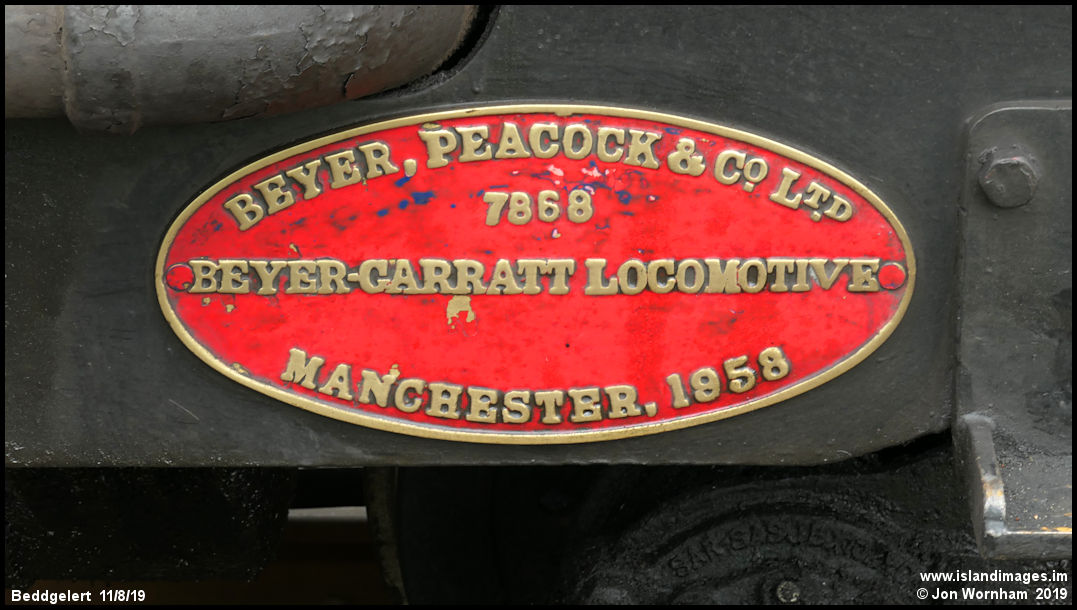 BEYER, PEACOCK & Co LTD
7868
BEYER-GARRATT LOCOMOTIVE
MANCHESTER, 1958
Beddgelert 11/8/19
www.islandimages.im
© Jon Wornham 2019